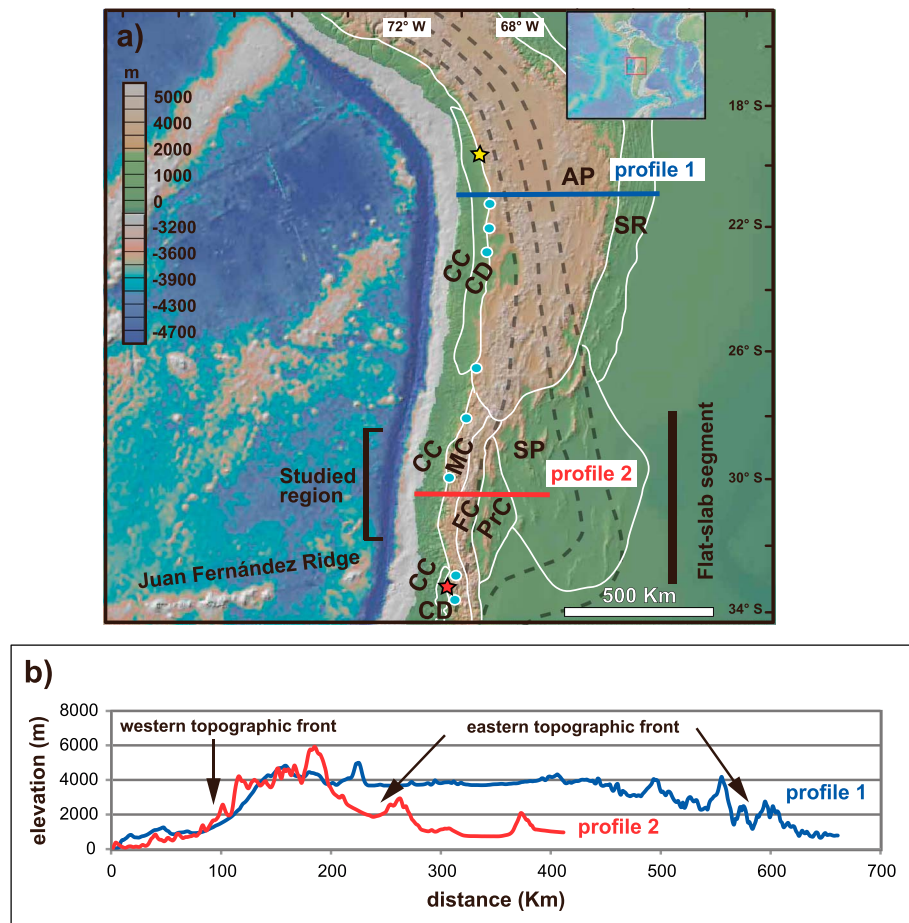 a)
72° W
68° W
m
5000
4000
2000
1000
0
-3200
-3600
-3900
-4300
-4700
18° S
22° S
26° S
30° S
34° S
AP
profile 1
SR
CC
CD
CC
MC
SP
profile 2
FC
PrC
Studied
region
Flat-slab segment
Juan Fernández Ridge
CC
CD
500 Km
b)
elevation (m)
8000
6000
4000
2000
0
western topographic front
eastern topographic front
profile 1
profile 2
0
100
200
300
400
500
600
700
distance (Km)